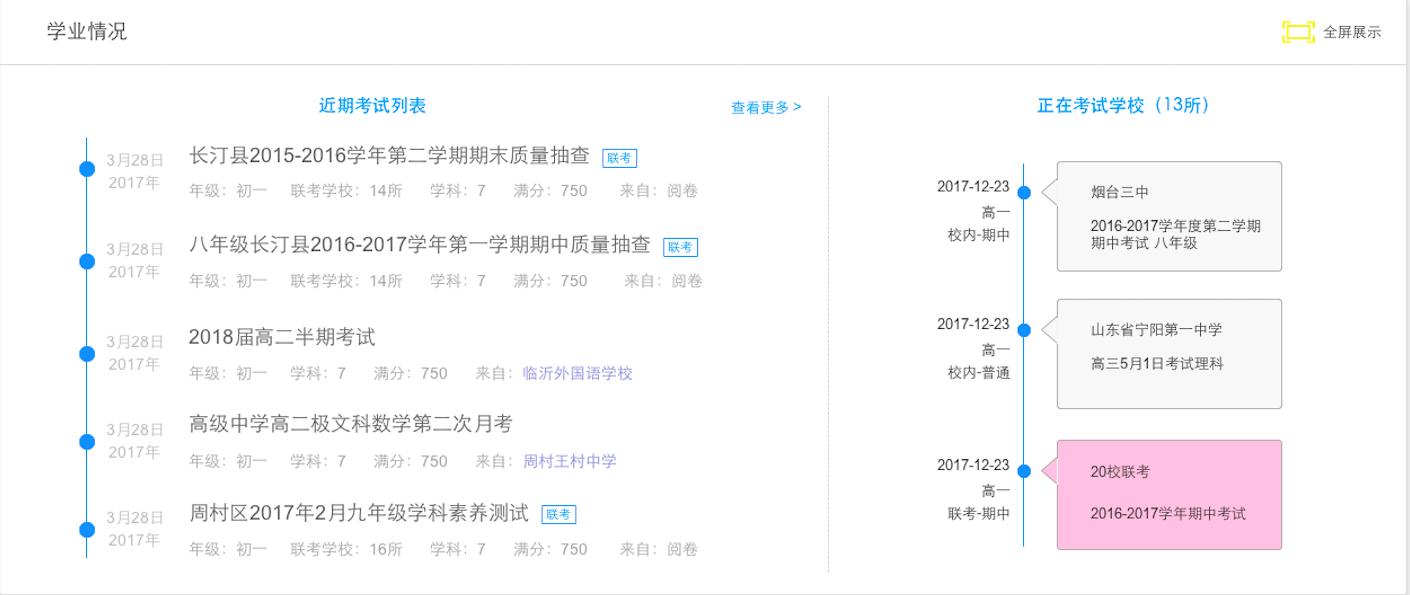 学业情况
全屏展示
近期考试列表
查看更多 >
3月28日
2017年
长汀县2015-2016学年第二学期期末质量抽查 联考
年级：初一 联考学校：14所 学科：7 满分：750 来自：阅卷
3月28日
2017年
八年级长汀县2016-2017学年第一学期期中质量抽查 联考
年级：初一 联考学校：14所 学科：7 满分：750 来自：阅卷
3月28日
2017年
2018届高二半期考试
年级：初一 学科：7 满分：750 来自：临沂外国语学校
3月28日
2017年
高级中学高二极文科数学第二次月考
年级：初一 学科：7 满分：750 来自：周村王村中学
3月28日
2017年
周村区2017年2月九年级学科素养测试 联考
年级：初一 联考学校：16所 学科：7 满分：750 来自：阅卷
正在考试学校（13所）
2017-12-23
高一
校内-期中
烟台三中
2016-2017学年度第二学期
期中考试 八年级
2017-12-23
高一
校内-普通
山东省宁阳第一中学
高三5月1日考试理科
2017-12-23
高一
联考-期中
20校联考
2016-2017学年期中考试